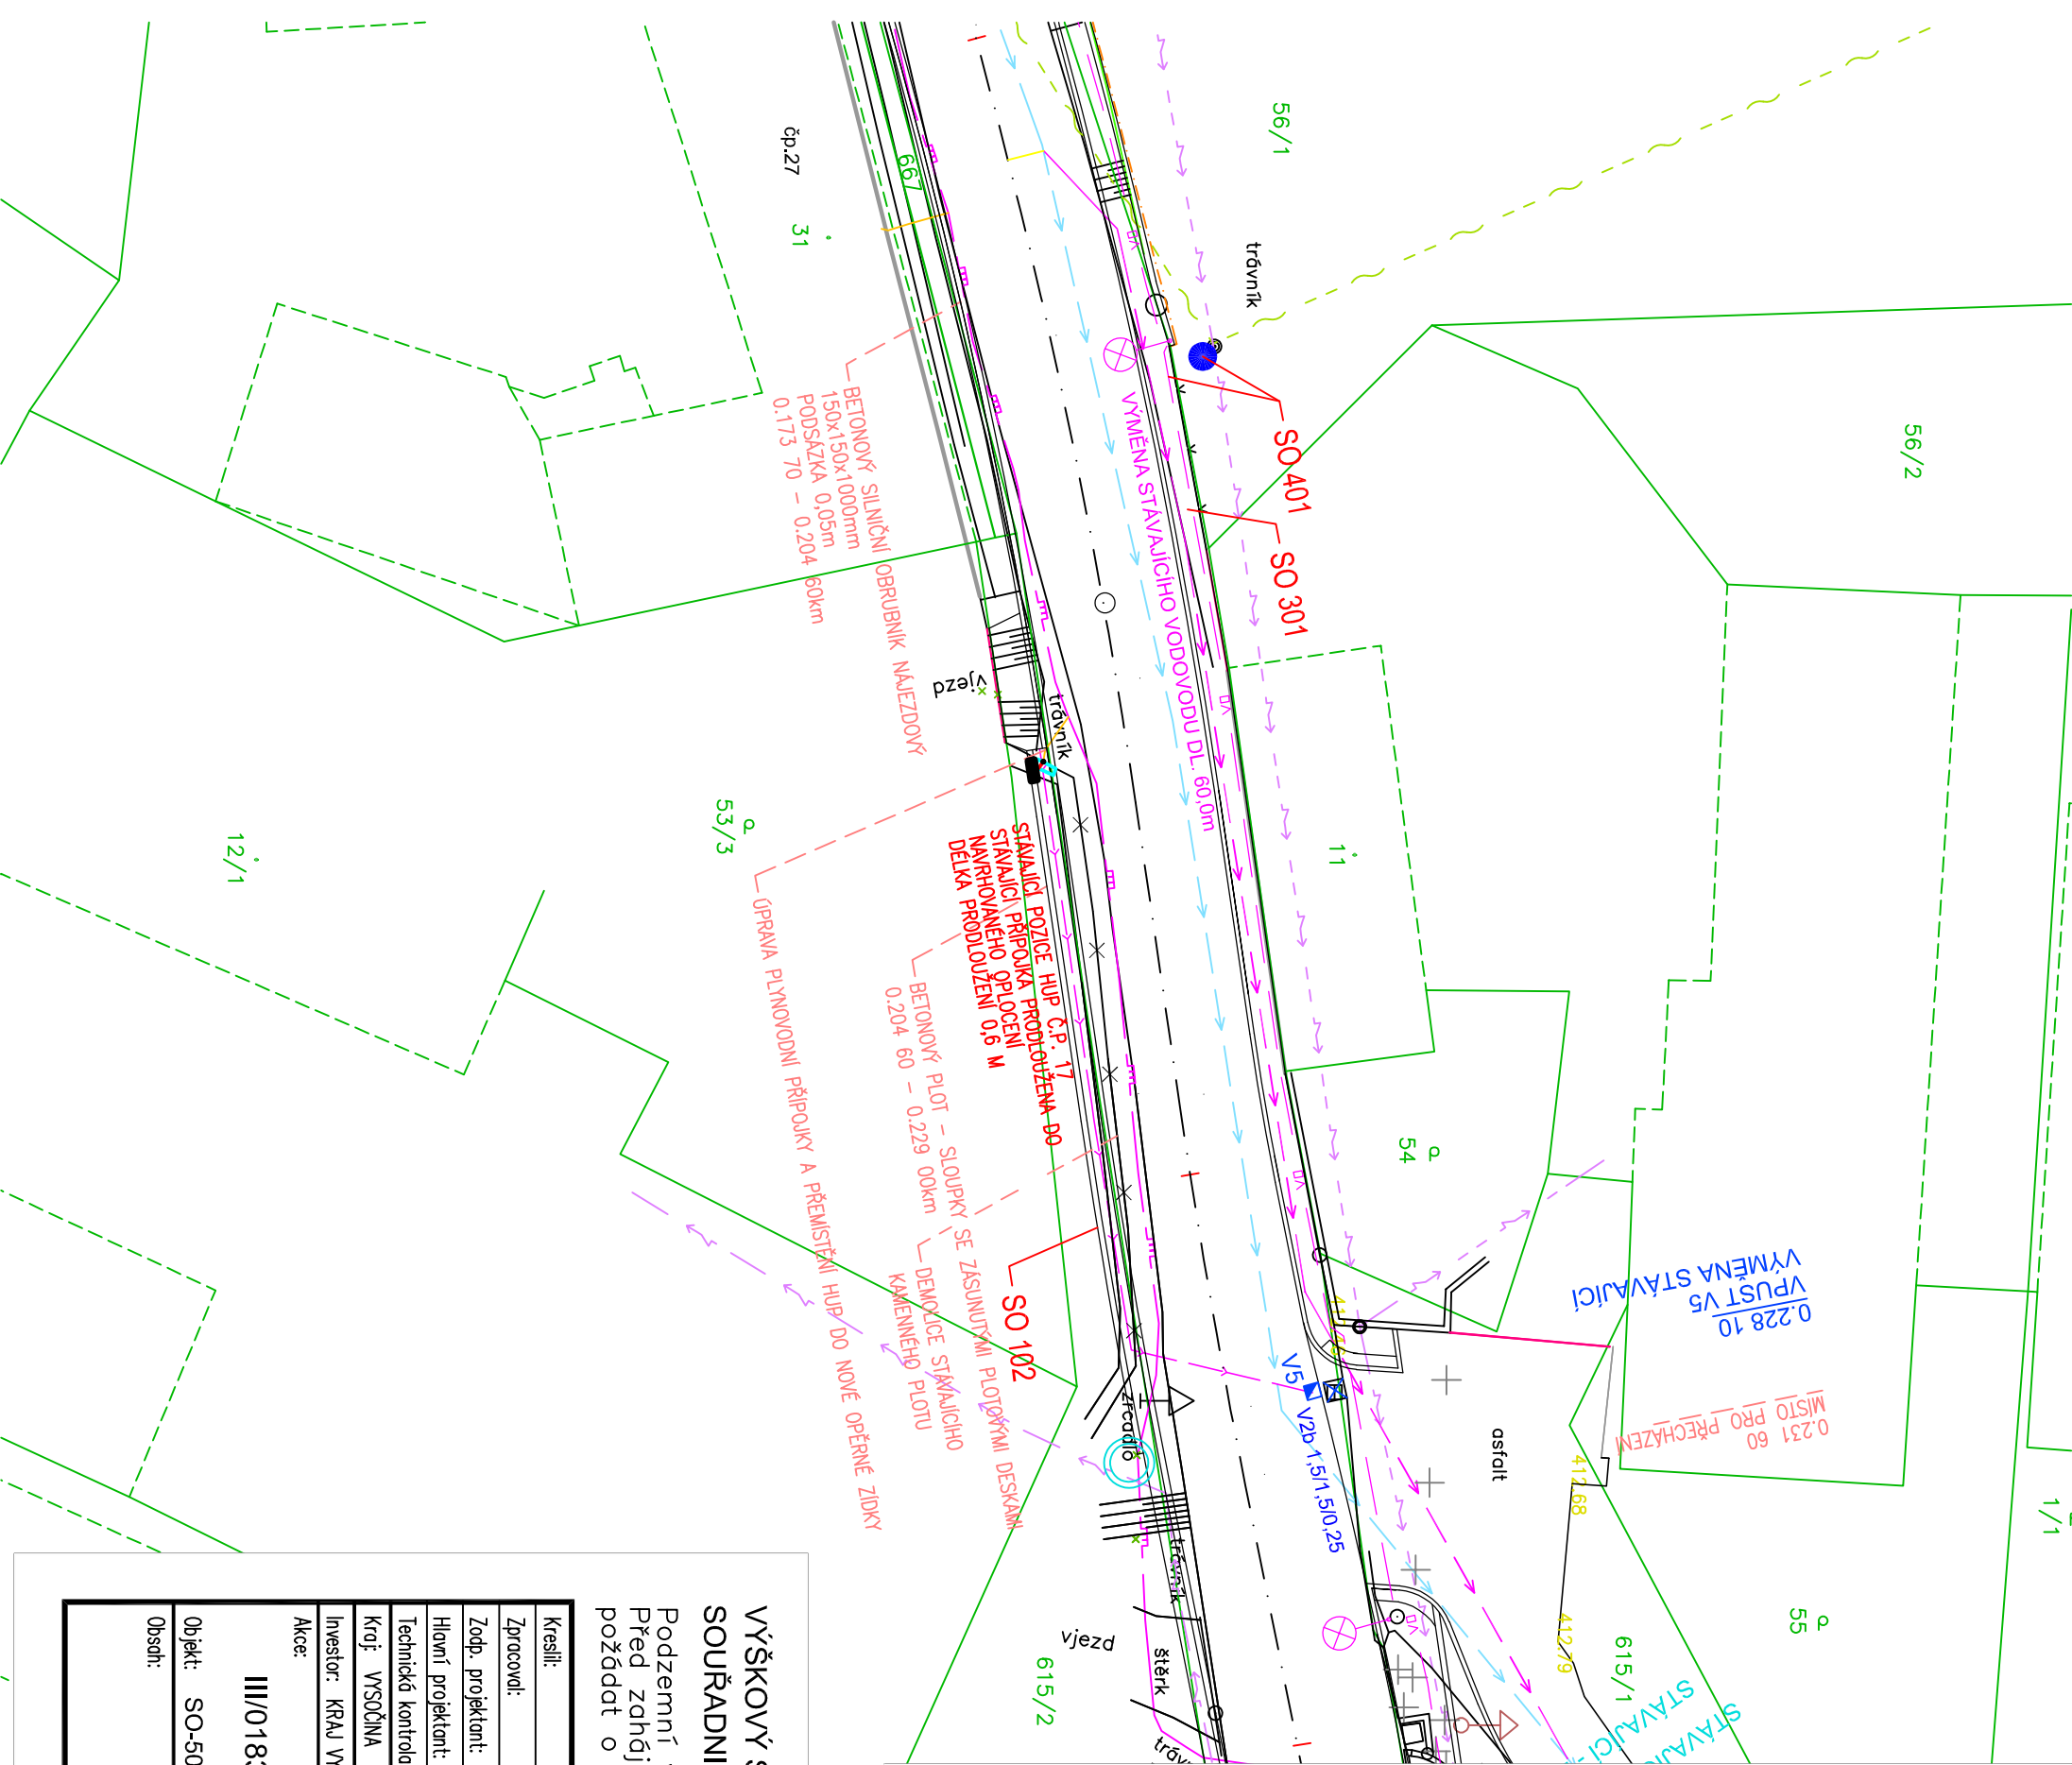 56/1
čp.27
667
31
trávník
56/2
SO 401
SO 301
VÝMĚNA STÁVAJÍCÍHO VODOVODU DL. 60,0m
BETONOVÝ SILNIČNÍ OBRUBNÍK NÁJEZDOVÝ
150x150x1000mm
PODSÁZKA 0,05m
0.173 70 – 0.204 60km
vjezd
trávník
53/3
12/1
11
54
STÁVAJÍCÍ POZICE HUP Č.P. 17
STÁVAJÍCÍ PŘÍPOJKA PRODLOUŽENA DO
NAVRHOVANÉHO OPLOCENÍ
DÉLKA PRODLOUŽENÍ 0,6 M
BETONOVÝ PLOT – SLOUPKY SE ZÁSUNUTÝMI PLOTOVÝMI DESKAMI
0.204 60 – 0.229 00km
ÚPRAVA PLYNOVODNÍ PŘÍPOJKY A PŘEMÍSTĚNÍ HUP DO NOVÉ OPĚRNÉ ZÍDKY
DEMOLICE STÁVAJÍCÍHO
KAMENNÉHO PLOTU
SO 102
0.228 10
VPUSŤ V5
VÝMĚNA STÁVAJÍCÍ
0.231 60
MÍSTO PRO PŘECHÁZENÍ
V5
V2b 1,5/1,5/0,25
zrcadlo
asfalt
412.68
412.79
1/1
55
615/1
615/2
trávník
vjezd
štěrk
STÁVAJÍCÍ
VÝŠKOVÝ
SOUŘADNI
Podzemní
Před zaháj
požádat o
Kreslil:
Zpracoval:
Zodp. projektant:
Hlavní projektant:
Technická kontrola
Kraj: VYSOČINA
Investor: KRAJ VY
Akce:
III/0183
Objekt: SO-50
Obsah: